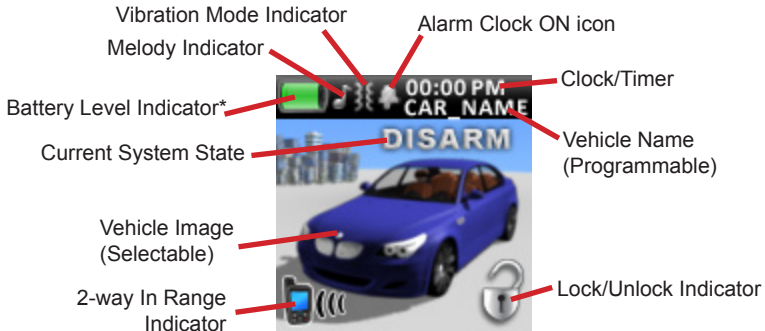 Vibration Mode Indicator
Alarm Clock ON icon
Melody Indicator
00:00 PM
Clock/Timer
CAR_NAME
Battery Level Indicator*
Vehicle Name
(Programmable)
DISARM
Current System State
Vehicle Image
(Selectable)
2-way In Range
Indicator
Lock/Unlock Indicator